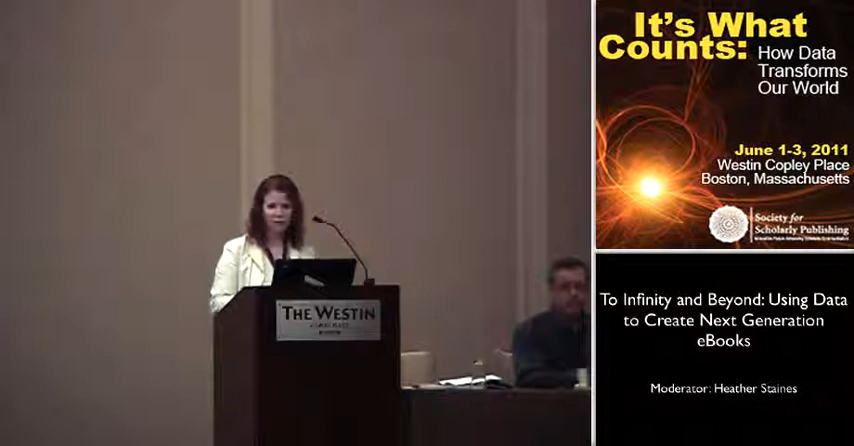 It's What
Counts:
How Data
Transforms
Our World
June 1-3, 2011
Westin Copley Place
Boston, Massachusetts
Society for
Scholarly Publishing
THE WESTIN
To Infinity and Beyond: Using Data
to Create Next Generation
eBooks
Moderator: Heather Staines